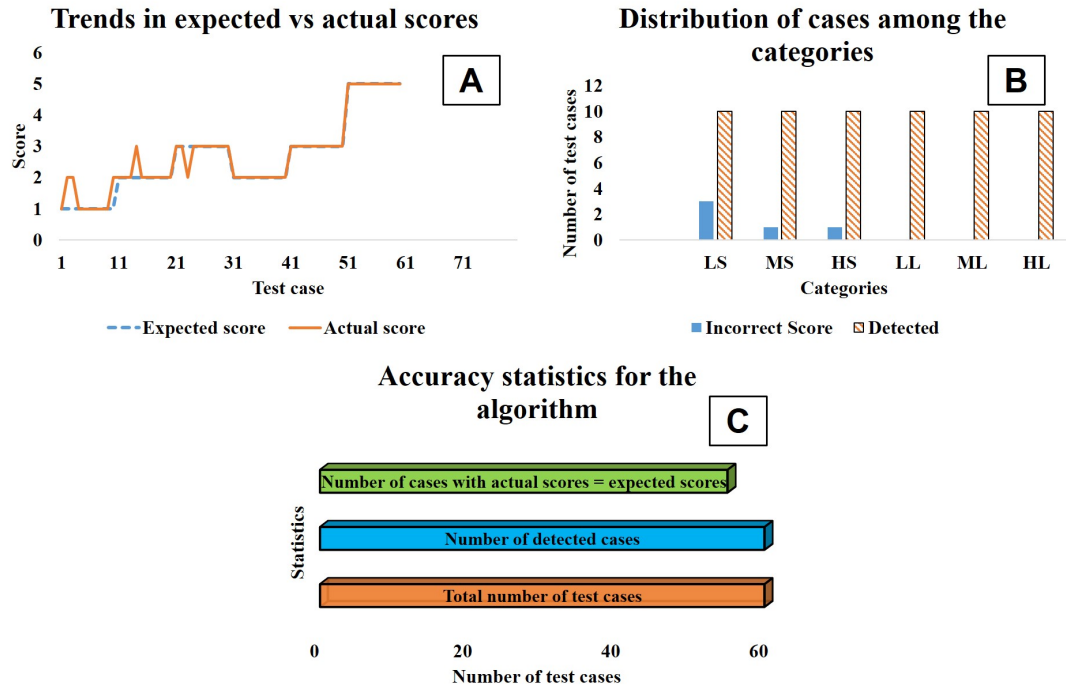 Trends in expected vs actual scores
A
6
5
4
3
2
1
0
Score
1 11 21 31 41 51 61 71
Test case
Expected score Actual score
Distribution of cases among the
categories
B
12
10
8
6
4
2
0
Number of test cases
LS MS HS LL ML HL
Categories
Incorrect Score Detected
Accuracy statistics for the
algorithm
C
Number of cases with actual scores = expected scores
Number of detected cases
Total number of test cases
Statistics
0 20 40 60
Number of test cases